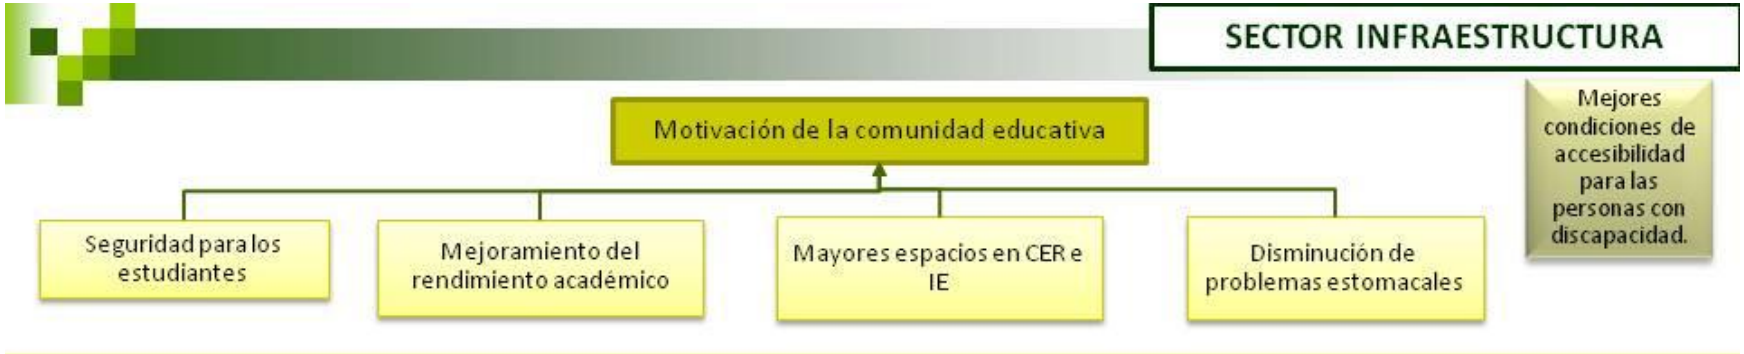 SECTOR INFRAESTRUCTURA
Motivación de la comunidad educativa
Mejores
condiciones de
accesibilidad
para las
personas con
discapacidad.
Seguridad para los
estudiantes
Mejoramiento del
rendimiento académico
Mayores espacios en CER e
IE
Disminución de
problemas estomacales